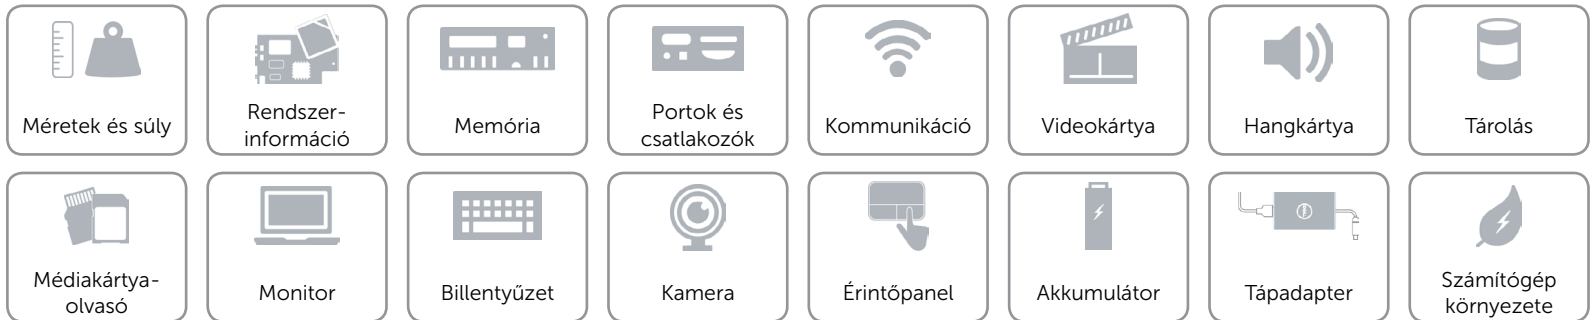 Méretek és súly
Rendszer-
információ
Memória
Portok és
csatlakozók
Kommunikáció
Videokártya
Hangkártya
Tárolás
Médiakártya-
olvasó
Monitor
Billentyűzet
Kamera
Érintőpanel
Akkumulátor
Tápadapter
Számítógép
környezete